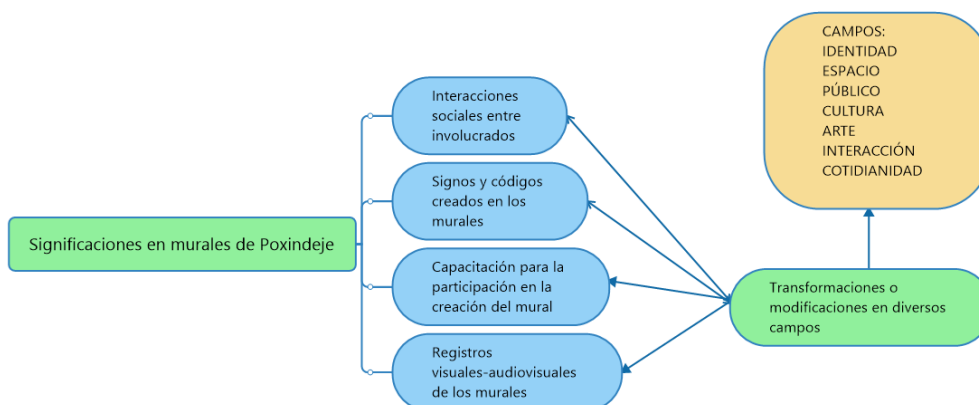 Significaciones en murales de Poxindeje
Interacciones
sociales entre
involucrados
Signos y códigos
creados en los
murales
Capacitación para la
participación en la
creación del mural
Registros
visuales-audiovisuales
de los murales
Transformaciones o
modificaciones en diversos
campos
CAMPOS:
IDENTIDAD
ESPACIO
PÚBLICO
CULTURA
ARTE
INTERACCIÓN
COTIDIANIDAD